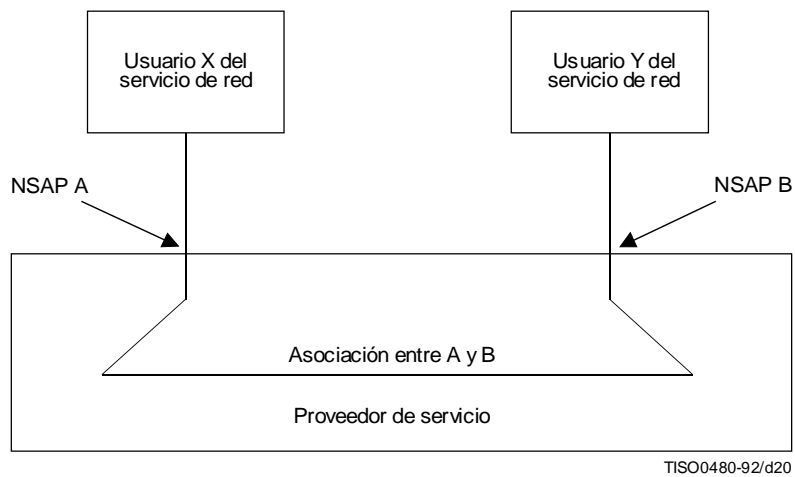 Usuario X del
servicio de red
Usuario Y del
servicio de red
NSAP A
NSAP B
Asociación entre A y B
Proveedor de servicio
TISO0480-92/d20